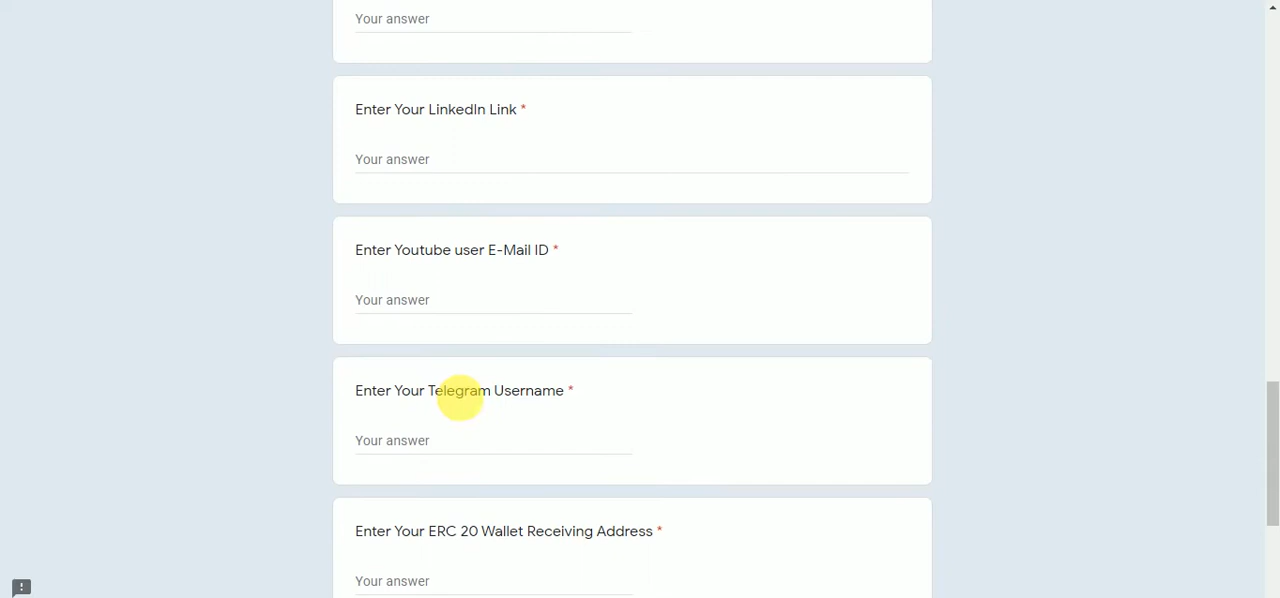 Your answer
Enter Your LinkedIn Link *
Your answer
Enter Youtube user E-Mail ID *
Your answer
Enter Your Telegram Username *
Your answer
Enter Your ERC 20 Wallet Receiving Address *
Your answer